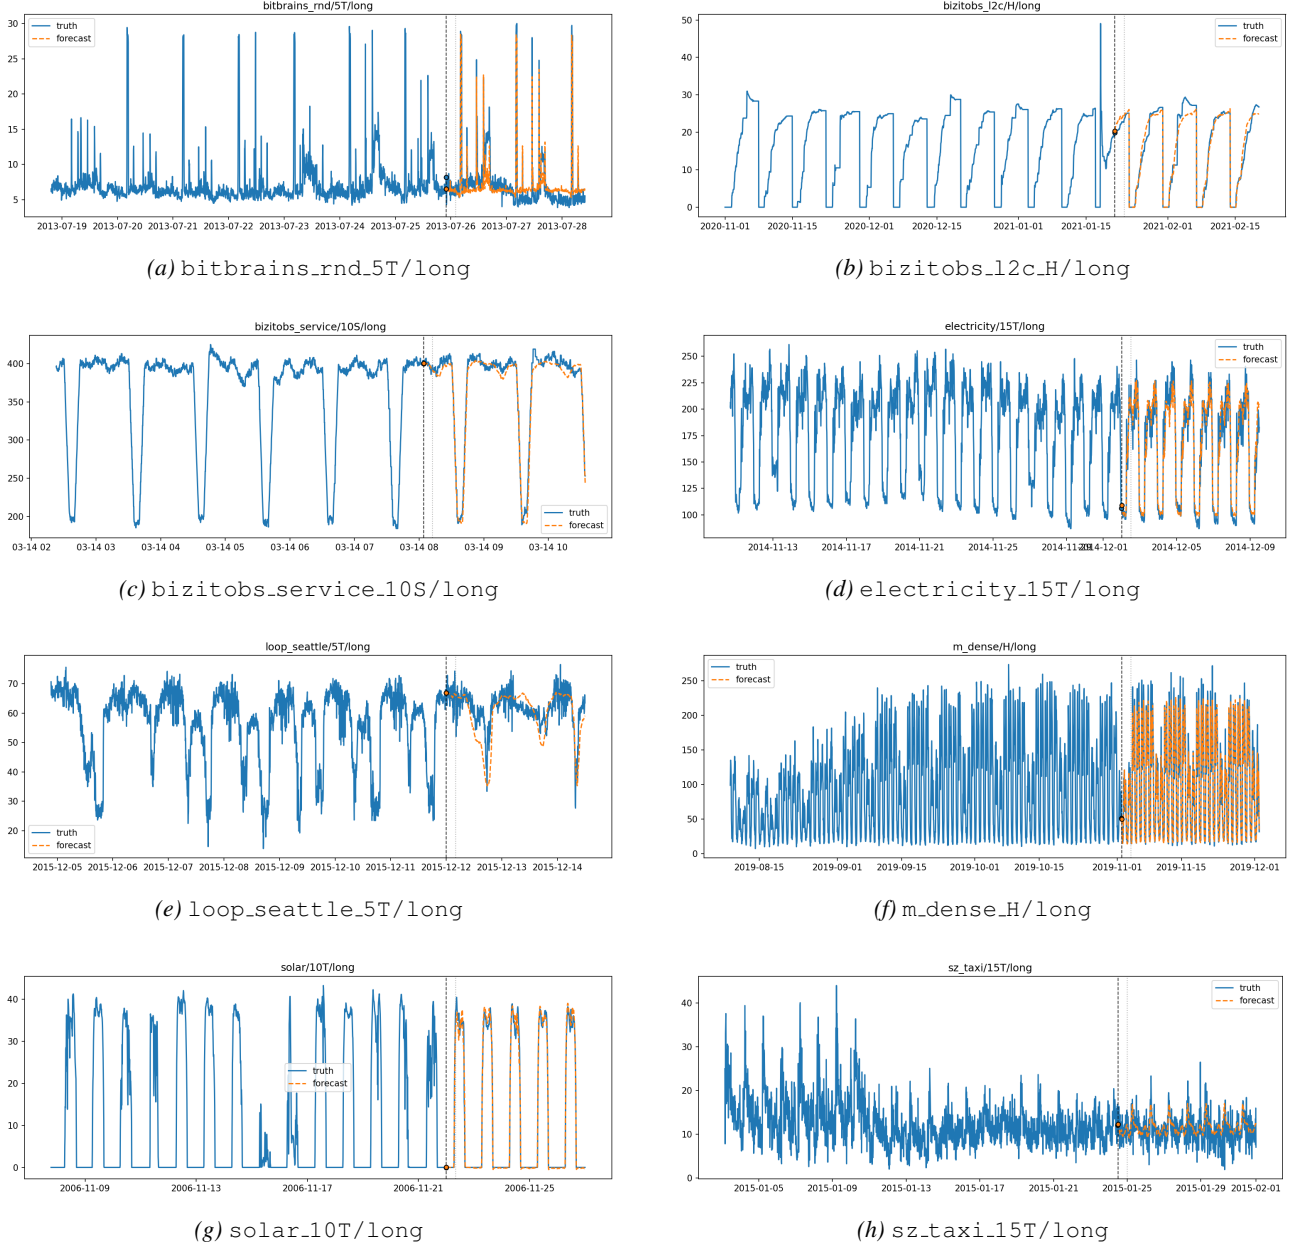 bitbrains_rnd/5T/long
30
25
20
15
10
5
truth
forecast
2013-07-19 2013-07-20 2013-07-21 2013-07-22 2013-07-23 2013-07-24 2013-07-25 2013-07-26 2013-07-27 2013-07-28
(a) bitbrains_rnd_5T/long
bizitobs_l2c/H/long
50
40
30
20
10
0
truth
forecast
2020-11-01 2020-11-15 2020-12-01 2020-12-15 2021-01-01 2021-01-15 2021-02-01 2021-02-15
(b) bizitobs_l2c_H/long
bizitobs_service/10S/long
400
350
300
250
200
truth
forecast
03-14 02 03-14 03 03-14 04 03-14 05 03-14 06 03-14 07 03-14 08 03-14 09 03-14 10
(c) bizitobs_service_10S/long
electricity/15T/long
250
225
200
175
150
125
100
truth
forecast
2014-11-13 2014-11-17 2014-11-21 2014-11-25 2014-11-29 2014-12-01 2014-12-05 2014-12-09
(d) electricity_15T/long
loop_seattle/5T/long
70
60
50
40
30
20
truth
forecast
2015-12-05 2015-12-06 2015-12-07 2015-12-08 2015-12-09 2015-12-10 2015-12-11 2015-12-12 2015-12-13 2015-12-14
(e) loop_seattle_5T/long
m_dense/H/long
250
200
150
100
50
0
truth
forecast
2019-08-15 2019-09-01 2019-09-15 2019-10-01 2019-10-15 2019-11-01 2019-11-15 2019-12-01
(f) m_dense_H/long
solar/10T/long
40
30
20
10
0
truth
forecast
2006-11-09 2006-11-13 2006-11-17 2006-11-21 2006-11-25
(g) solar_10T/long
sz_taxi/15T/long
40
30
20
10
0
truth
forecast
2015-01-05 2015-01-09 2015-01-13 2015-01-17 2015-01-21 2015-01-25 2015-01-29 2015-02-01
(h) sz_taxi_15T/long